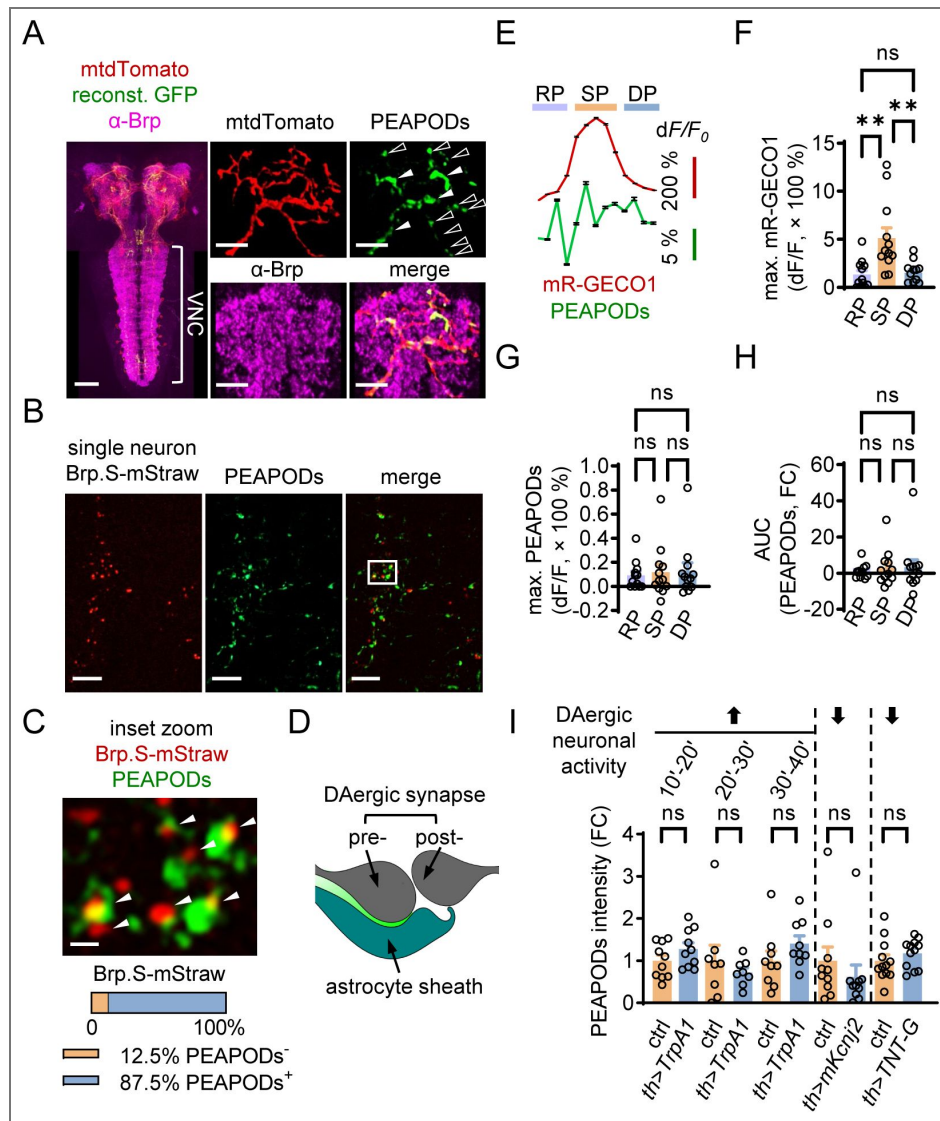 A
mtdTomato
reconst. GFP
α-Brp
mtdTomato
PEAPODs
VNC
α-Brp
merge
B
single neuron
Brp.S-mStraw
PEAPODs
merge
C
inset zoom
Brp.S-mStraw
PEAPODs
Brp.S-mStraw
0
100%
12.5% PEAPODs⁻
87.5% PEAPODs⁺
D
DAergic synapse
pre-
post-
astrocyte sheath
E
RP
SP
DP
dF/F₀
200 %
5 %
mR-GECO1
PEAPODs
F
ns
**
**
max. mR-GECO1
(dF/F, × 100 %)
15
10
5
0
RP
SP
DP
G
ns
ns
ns
max. PEAPODs
(dF/F, × 100 %)
1.0
0.8
0.6
0.4
0.2
0.0
-0.2
RP
SP
DP
H
ns
ns
ns
AUC
(PEAPODs, FC)
60
40
20
0
-20
RP
SP
DP
I
DAergic
neuronal
activity
10'-20'
20'-30'
30'-40'
ns
ns
ns
ns
ns
PEAPODs intensity (FC)
4
3
2
1
0
ctrl
th>TrpA1
ctrl
th>TrpA1
ctrl
th>TrpA1
ctrl
th>mKcnj2
ctrl
th>TNT-G